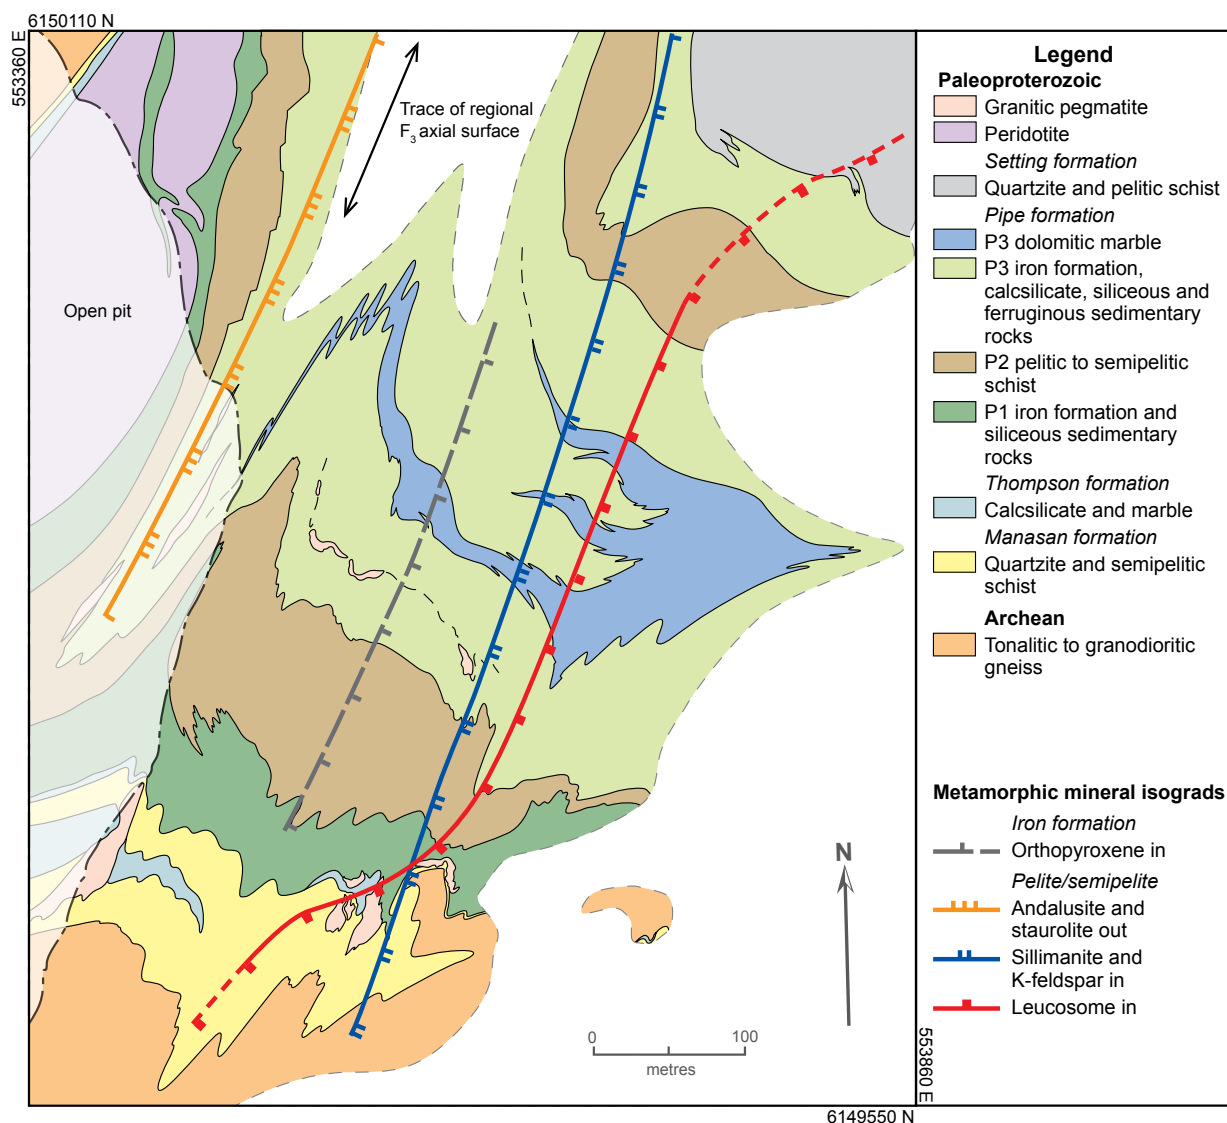 6150110 N
553360 E
Trace of regional
F3 axial surface
Open pit
N
0 100
metres
553860 E
6149550 N
Legend
Paleoproterozoic
Granitic pegmatite
Peridotite
Setting formation
Quartzite and pelitic schist
Pipe formation
P3 dolomitic marble
P3 iron formation,
calcsilicate, siliceous and
ferruginous sedimentary
rocks
P2 pelitic to semipelitic
schist
P1 iron formation and
siliceous sedimentary
rocks
Thompson formation
Calcsilicate and marble
Manasan formation
Quartzite and semipelitic
schist
Archean
Tonalitic to granodioritic
gneiss
Metamorphic mineral isograds
Iron formation
Orthopyroxene in
Pelite/semipelite
Andalusite and
staurolite out
Sillimanite and
K-feldspar in
Leucosome in